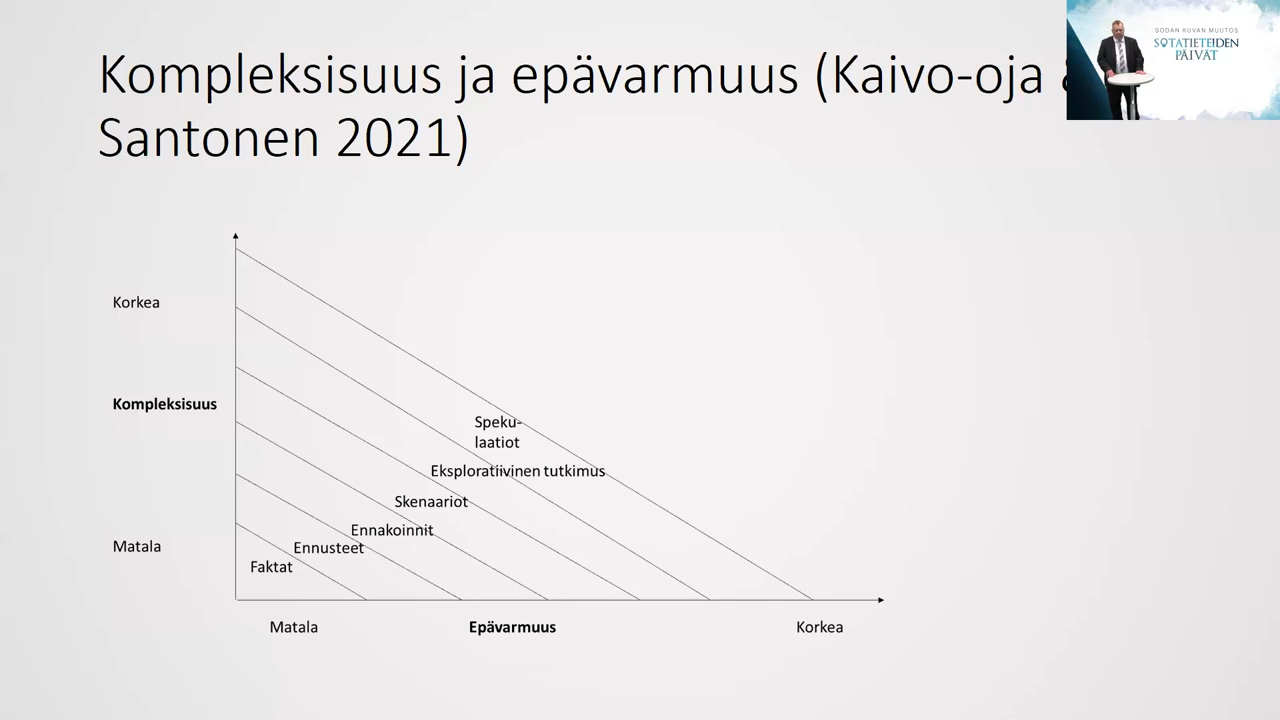 Kompleksisuus ja epävarmuus (Kaivo-oja
Santonen 2021)
SODAN KUVAN MUUTOS
SOTATIETEIDEN
PÄIVÄT
Korkea
Kompleksisuus
Matala
Speku-
laatiot
Eksploratiivinen tutkimus
Skenaariot
Ennakoinnit
Ennusteet
Faktat
Matala
Epävarmuus
Korkea